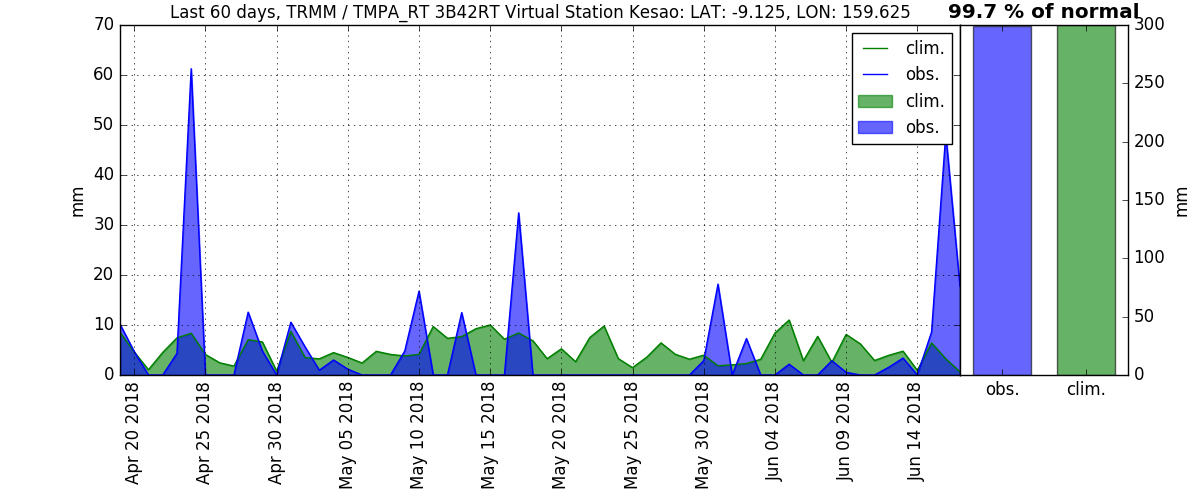 Last 60 days, TRMM / TMPA_RT 3B42RT Virtual Station Kesao: LAT: -9.125, LON: 159.625
99.7 % of normal
70
60
50
40
30
20
10
0
mm
clim.
obs.
clim.
obs.
300
250
200
150
100
50
0
mm
obs.
clim.
Apr 20 2018
Apr 25 2018
Apr 30 2018
May 05 2018
May 10 2018
May 15 2018
May 20 2018
May 25 2018
May 30 2018
Jun 04 2018
Jun 09 2018
Jun 14 2018